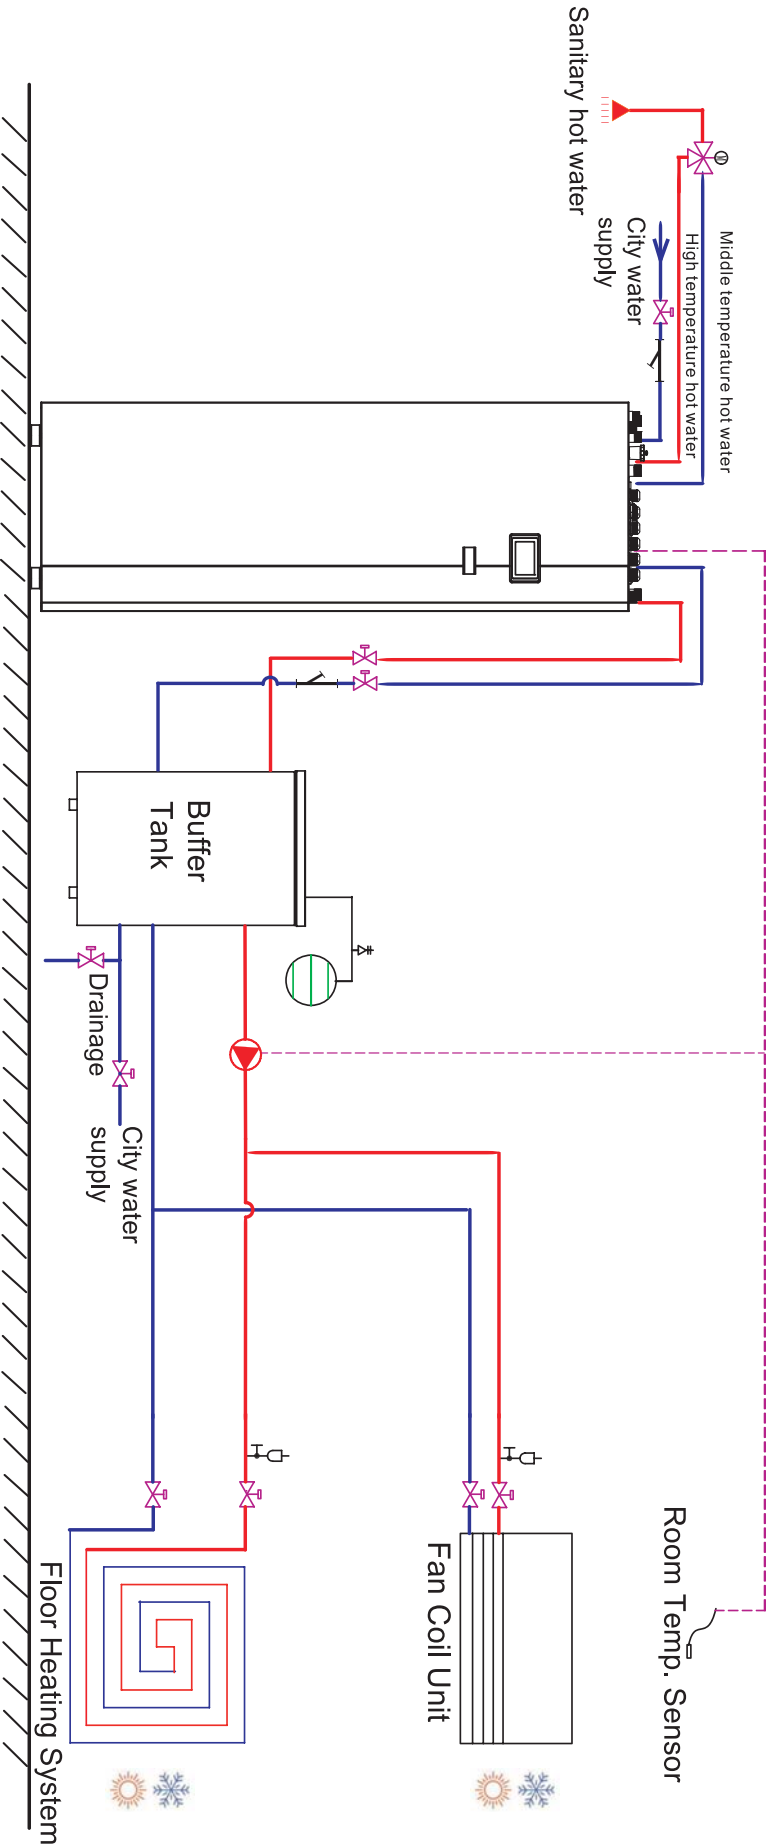 Sanitary hot water
City water
supply
Middle temperature hot water
High temperature hot water
M
Buffer
Tank
Drainage
City water
supply
Room Temp. Sensor
Fan Coil Unit
Floor Heating System